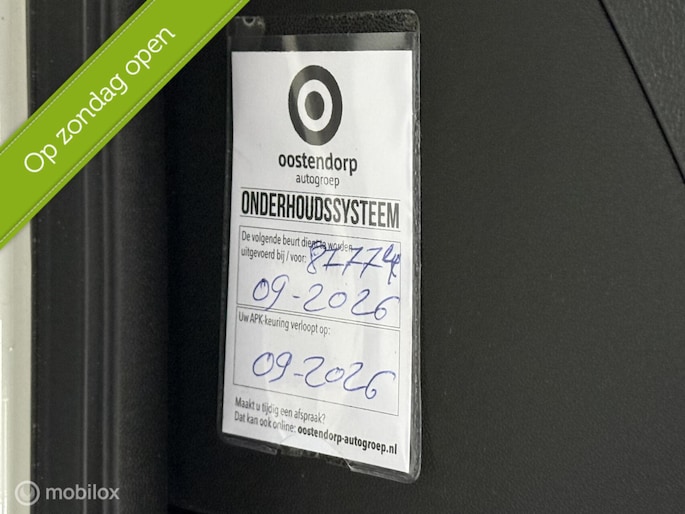 Op zondag open
oostendorp
autogroep
ONDERHOUDSSYSTEEM
De volgende beurt dient te worden
uitgevoerd bij / voor: 87774
09-2026
Uw APK-keuring verloopt op:
09-2026
Maakt u tijdig een afspraak?
Dat kan ook online: oostendorp-autogroep.nl
mobilox